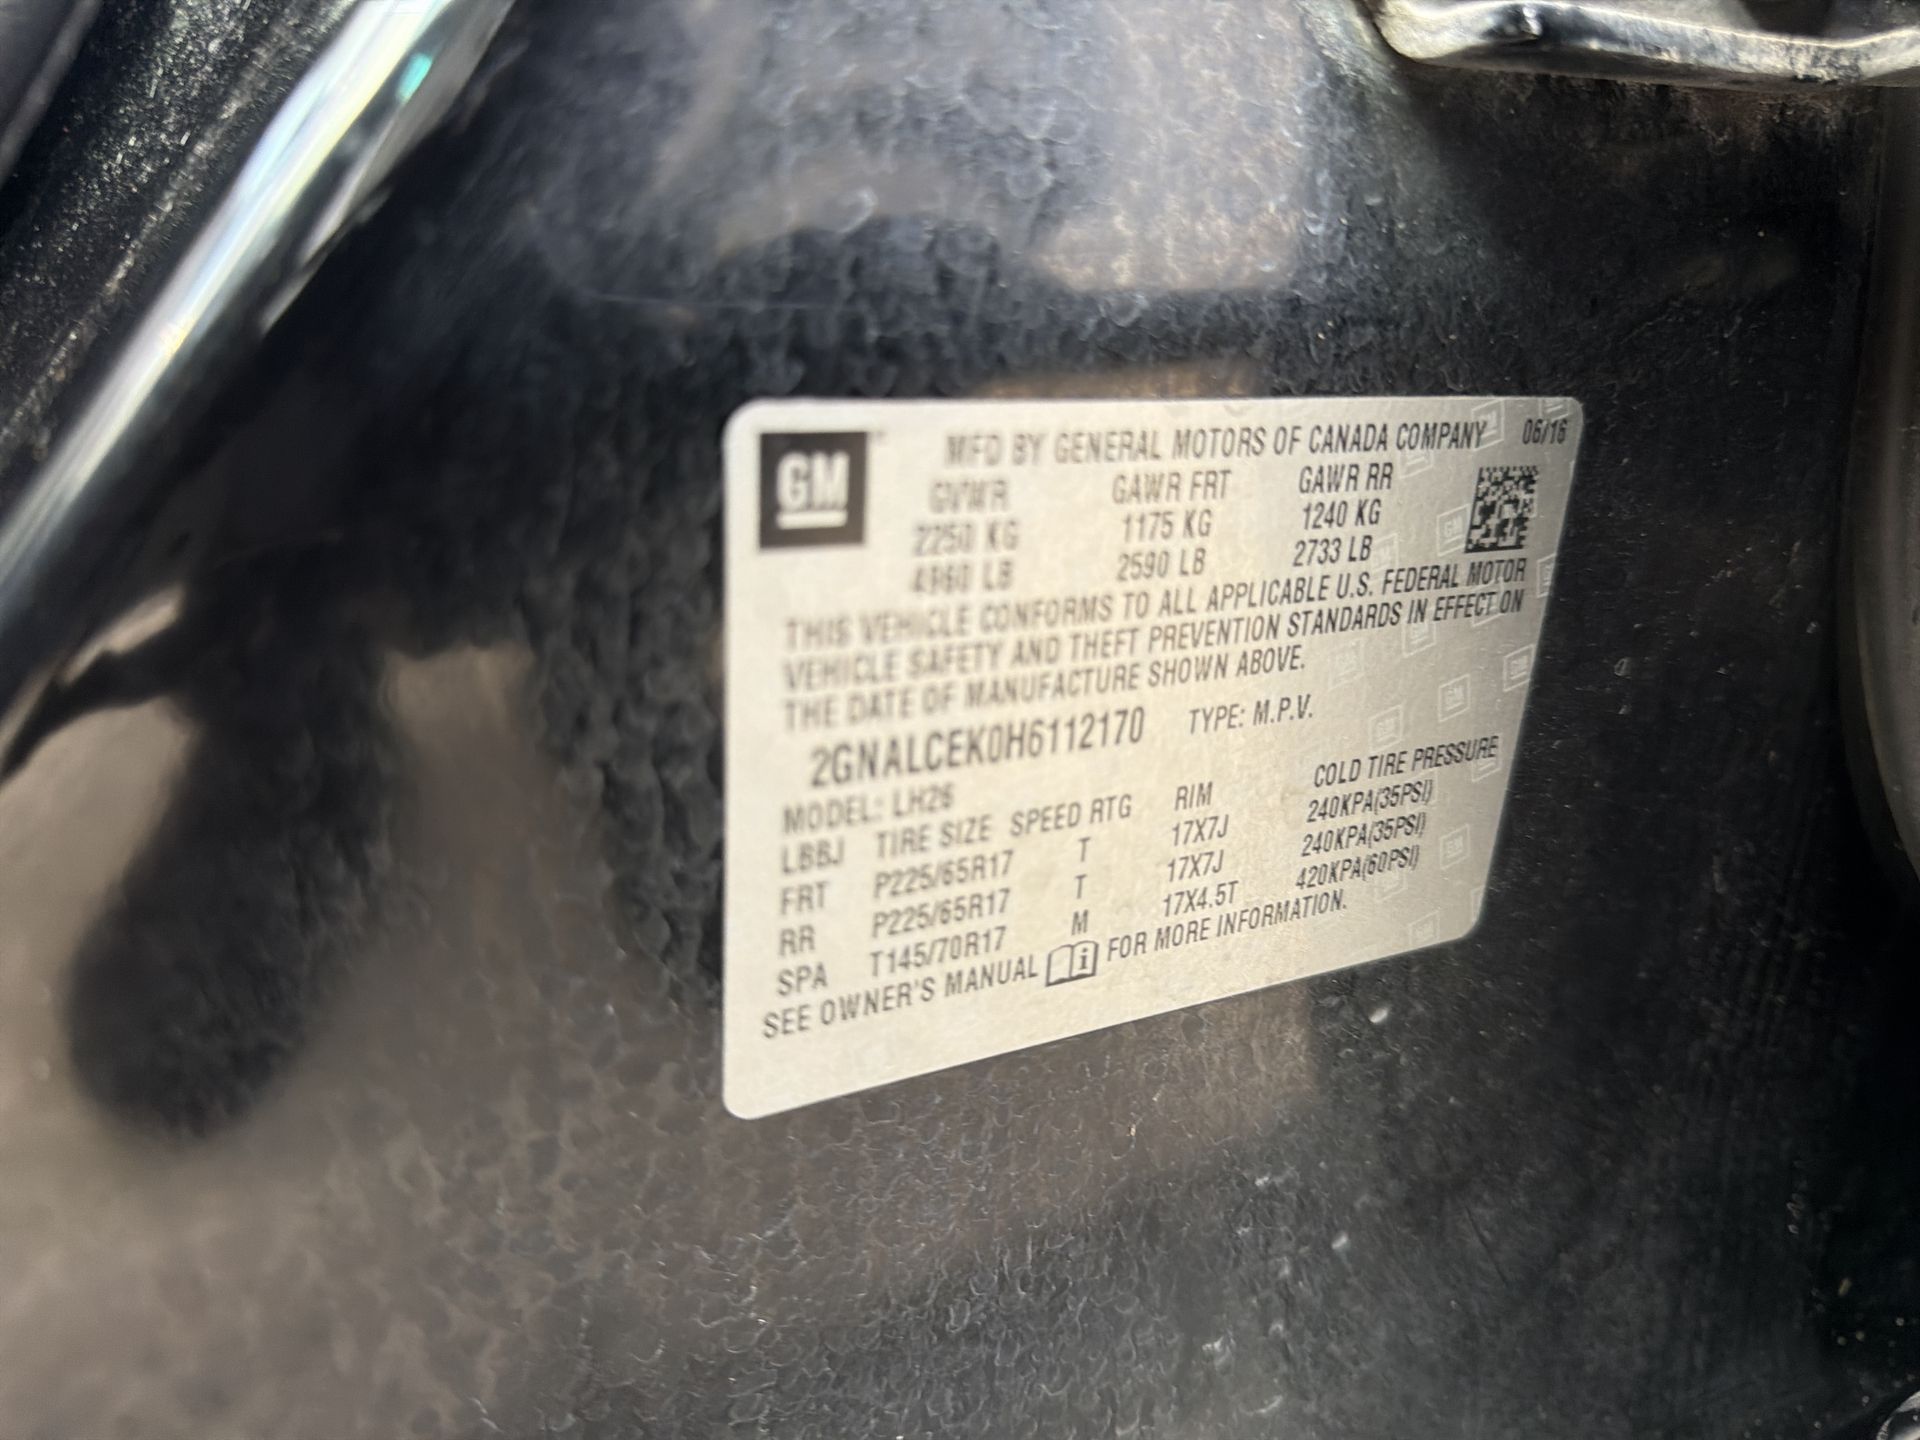 GM MFD BY GENERAL MOTORS OF CANADA COMPANY 06/16
GVWR GAWR FRT GAWR RR
2250 KG 1175 KG 1240 KG
4960 LB 2590 LB 2733 LB
THIS VEHICLE CONFORMS TO ALL APPLICABLE U.S. FEDERAL MOTOR
VEHICLE SAFETY AND THEFT PREVENTION STANDARDS IN EFFECT ON
THE DATE OF MANUFACTURE SHOWN ABOVE.
2GNALCEK0H6112170 TYPE: M.P.V.
MODEL: LH26
LBBJ TIRE SIZE SPEED RTG RIM COLD TIRE PRESSURE
FRT P225/65R17 T 17X7J 240KPA(35PSI)
RR P225/65R17 T 17X7J 240KPA(35PSI)
SPA T145/70R17 M 17X4.5T 420KPA(60PSI)
SEE OWNER'S MANUAL FOR MORE INFORMATION.